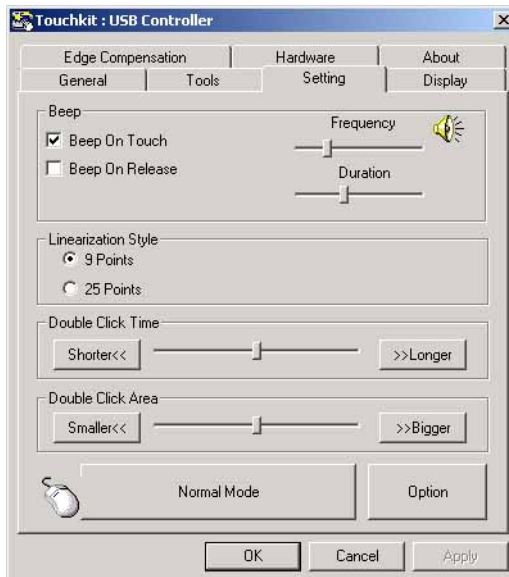 Touchkit : USB Controller
Edge Compensation Hardware About
General Tools Setting Display
Beep
Beep On Touch
Beep On Release
Frequency
Duration
Linearization Style
9 Points
25 Points
Double Click Time
Shorter<< >>Longer
Double Click Area
Smaller<< >>Bigger
Normal Mode Option
OK Cancel Apply